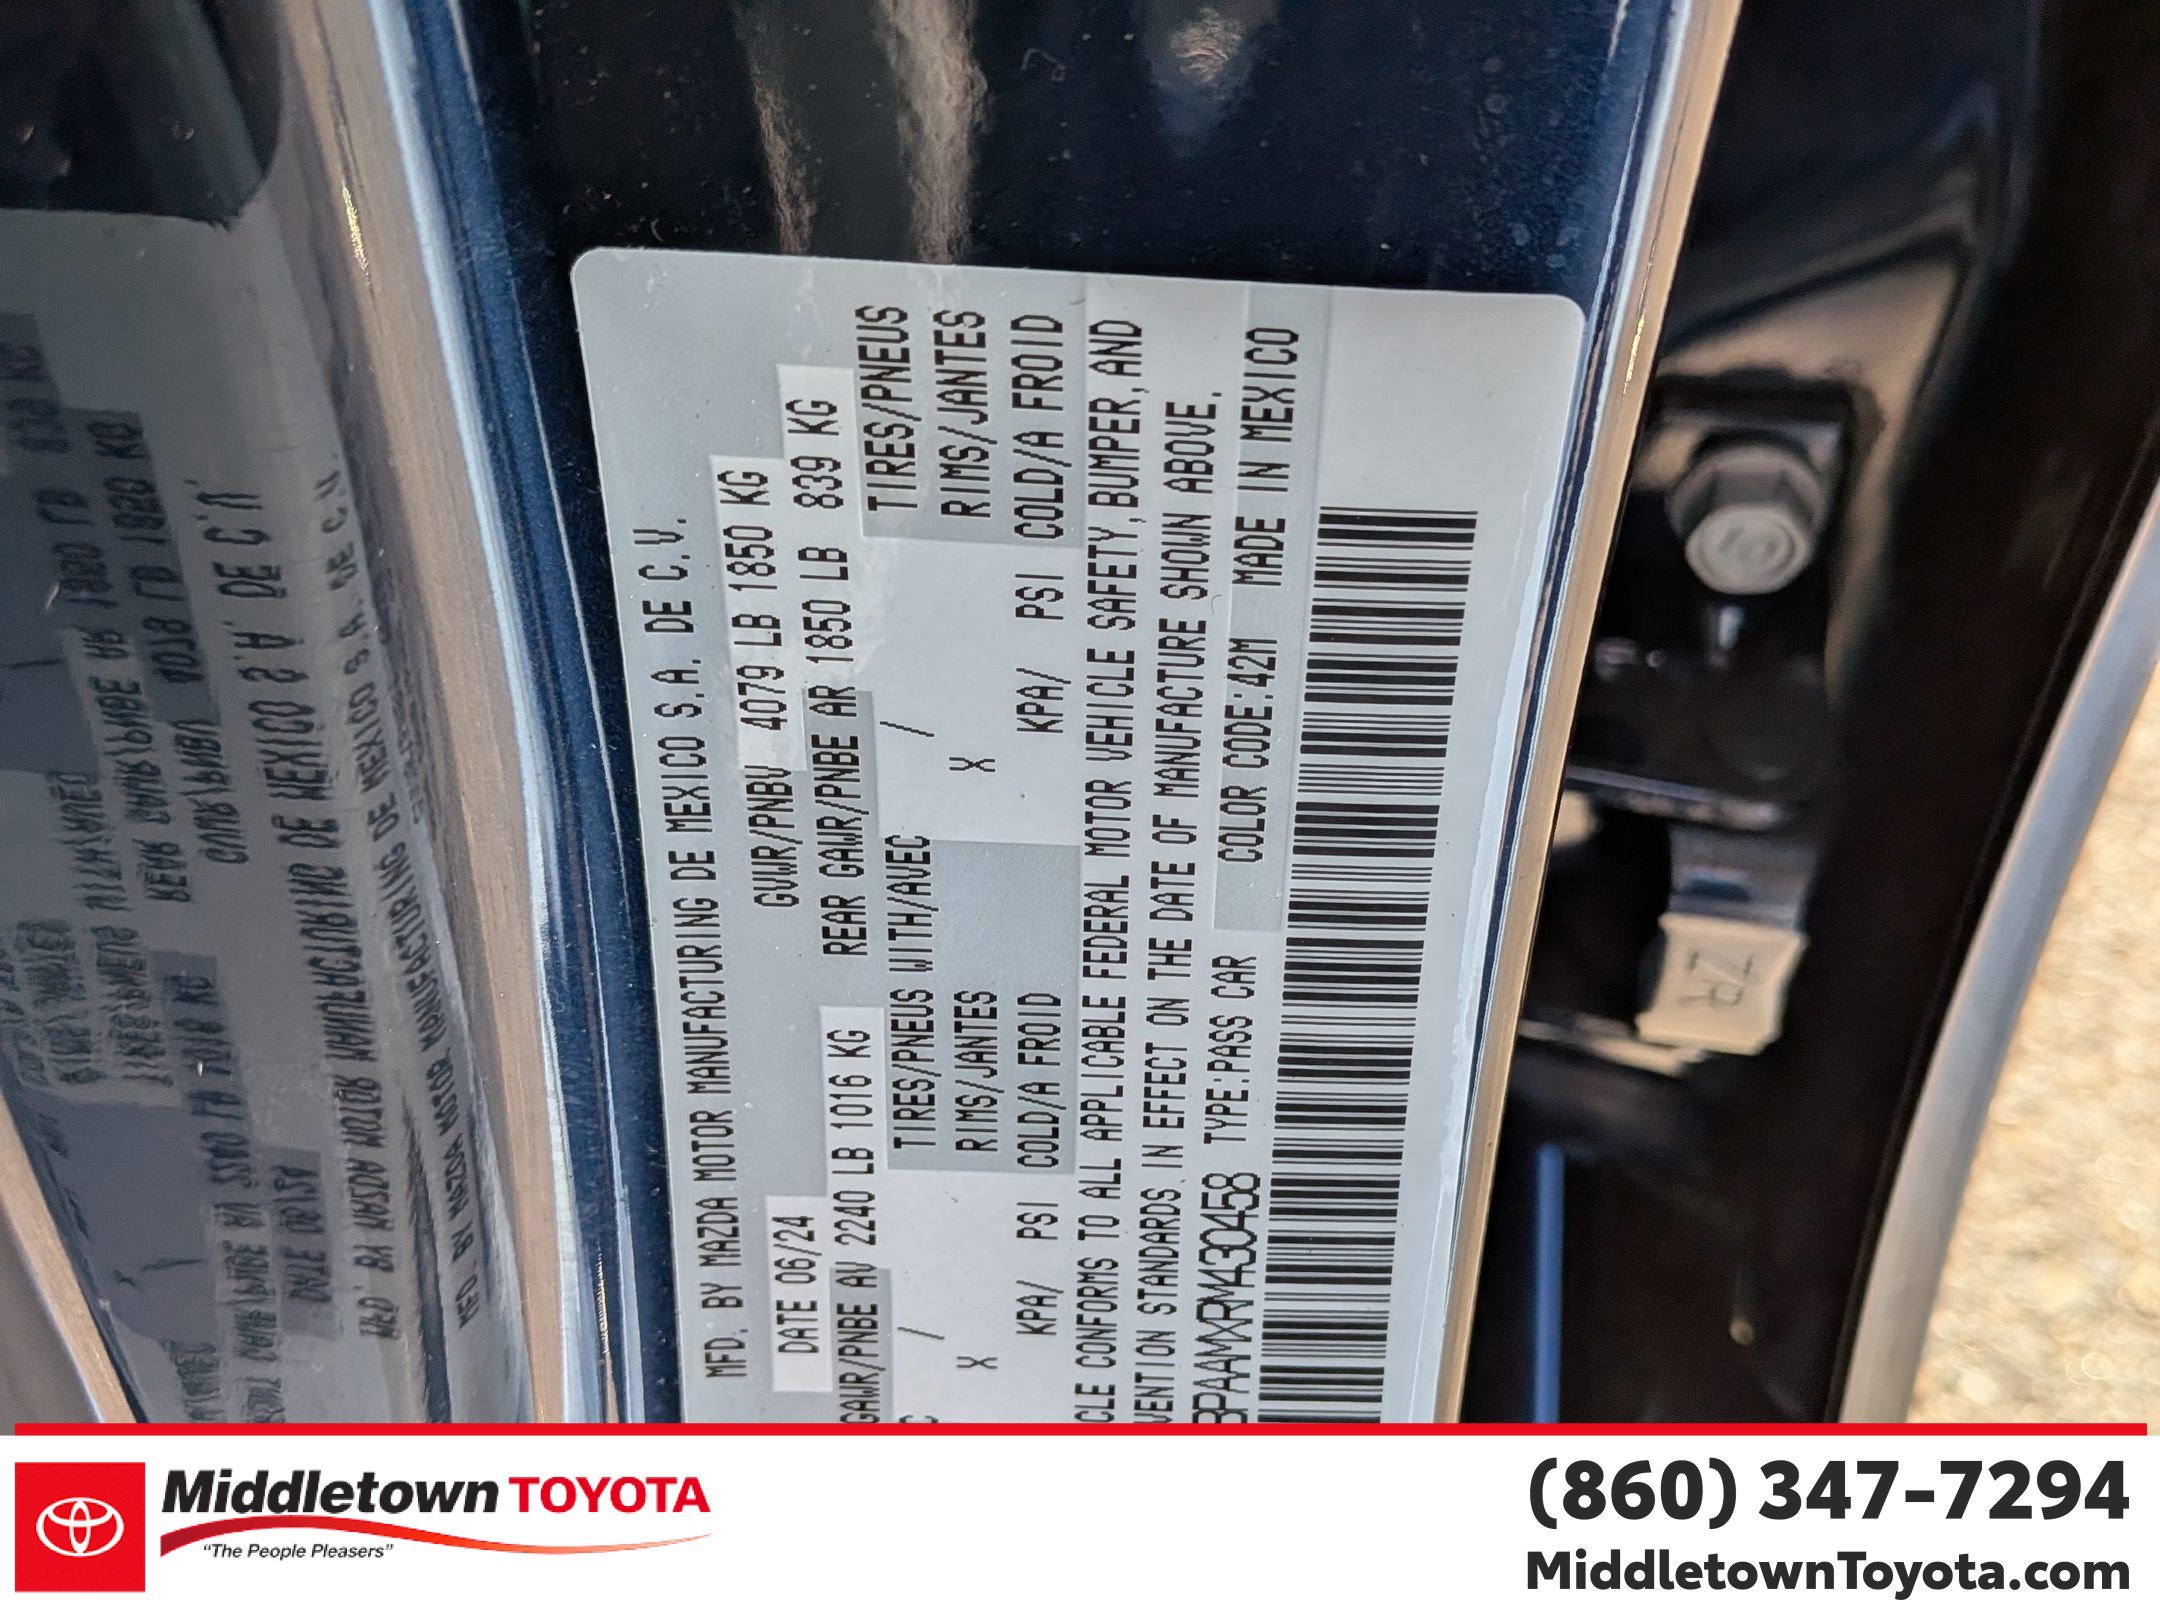 MFD. BY MAZDA MOTOR MANUFACTURING DE MEXICO S.A. DE C.V.
DATE 06/24 GVWR/PNBV 4079 LB 1850 KG
GAWR/PNBE AV 2240 LB 1016 KG REAR GAWR/PNBE AR 1850 LB 839 KG
/ TIRES/PNEUS WITH/AVEC / TIRES/PNEUS
X RIMS/JANTES X RIMS/JANTES
KPA/ PSI COLD/A FROID KPA/ PSI COLD/A FROID
CLE CONFORMS TO ALL APPLICABLE FEDERAL MOTOR VEHICLE SAFETY, BUMPER, AND
VENTION STANDARDS IN EFFECT ON THE DATE OF MANUFACTURE SHOWN ABOVE.
BPAAMXRM430458 TYPE:PASS CAR COLOR CODE:42M MADE IN MEXICO
10
ZR
Middletown TOYOTA
"The People Pleasers"
(860) 347-7294
MiddletownToyota.com